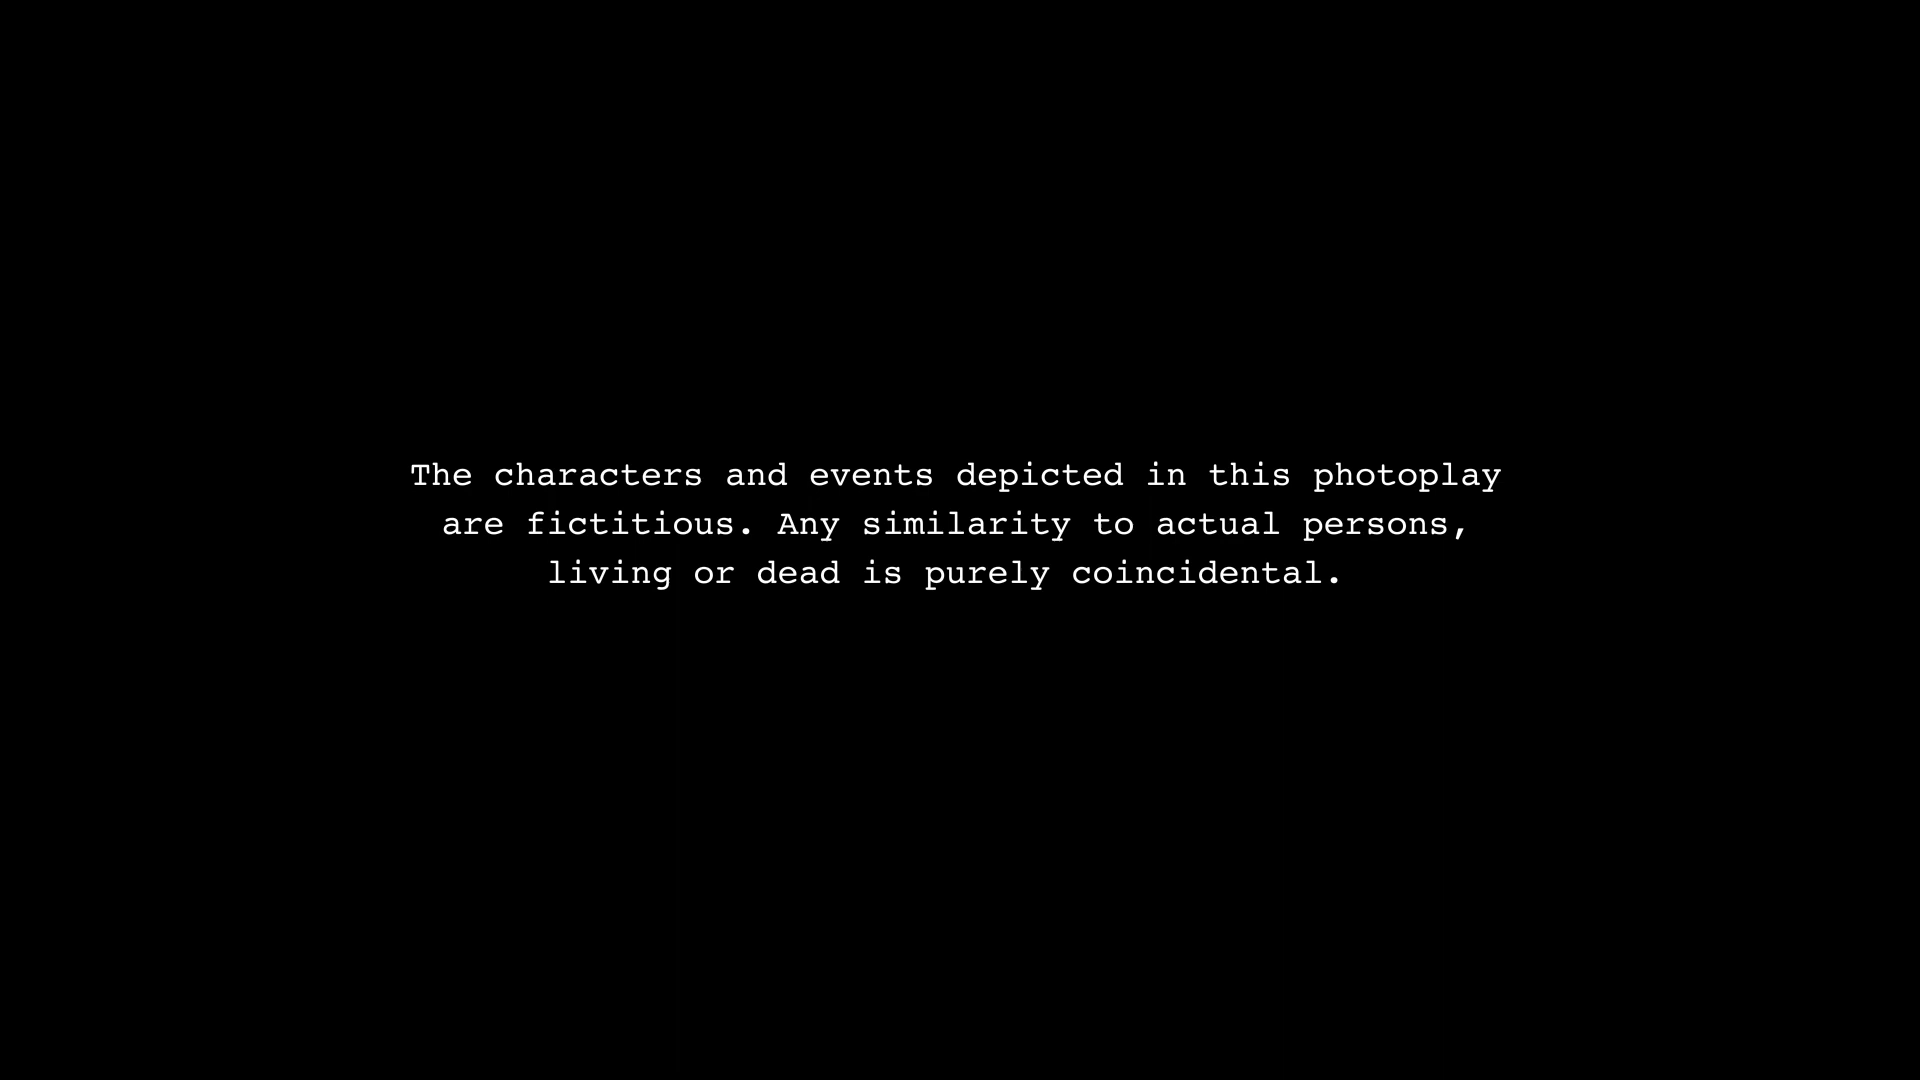 The characters and events depicted in this photoplay
are fictitious. Any similarity to actual persons,
living or dead is purely coincidental.